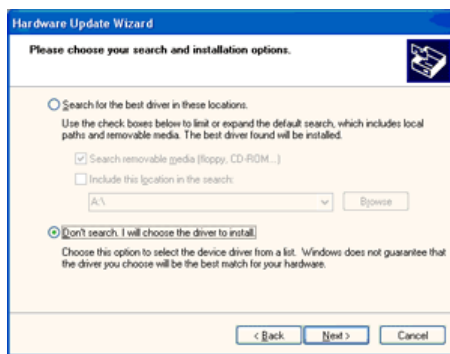 Hardware Update Wizard
Please choose your search and installation options.
Search for the best driver in these locations.
Use the check boxes below to limit or expand the default search, which includes local
paths and removable media. The best driver found will be installed.
Search removable media (floppy, CD-ROM...)
Include this location in the search:
A:\
Browse
Don't search. I will choose the driver to install.
Choose this option to select the device driver from a list. Windows does not guarantee that
the driver you choose will be the best match for your hardware.
< Back
Next >
Cancel